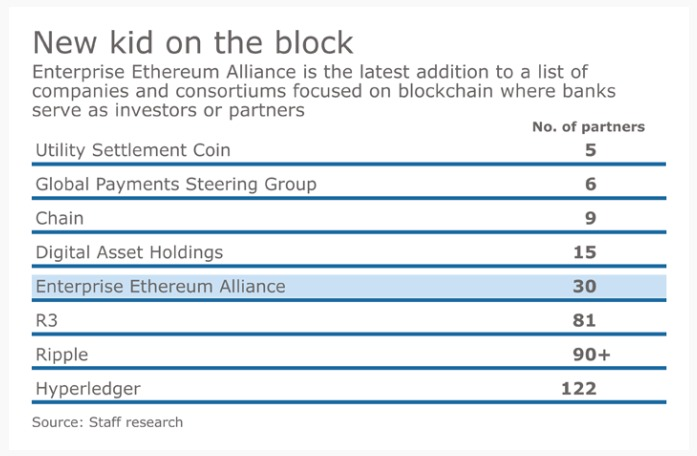 New kid on the block
Enterprise Ethereum Alliance is the latest addition to a list of
companies and consortiums focused on blockchain where banks
serve as investors or partners
No. of partners
Utility Settlement Coin 5
Global Payments Steering Group 6
Chain 9
Digital Asset Holdings 15
Enterprise Ethereum Alliance 30
R3 81
Ripple 90+
Hyperledger 122
Source: Staff research